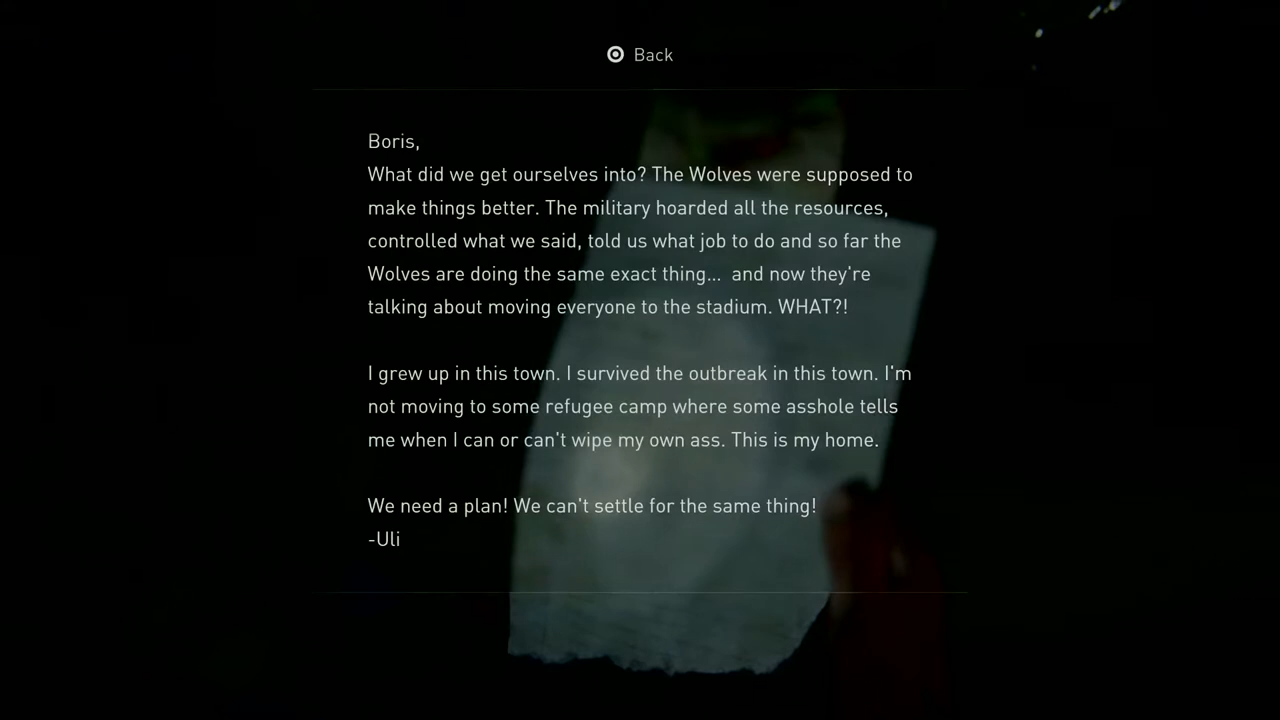 Back
Boris,
What did we get ourselves into? The Wolves were supposed to
make things better. The military hoarded all the resources,
controlled what we said, told us what job to do and so far the
Wolves are doing the same exact thing...  and now they're
talking about moving everyone to the stadium. WHAT?!
I grew up in this town. I survived the outbreak in this town. I'm
not moving to some refugee camp where some asshole tells
me when I can or can't wipe my own ass. This is my home.
We need a plan! We can't settle for the same thing!
-Uli